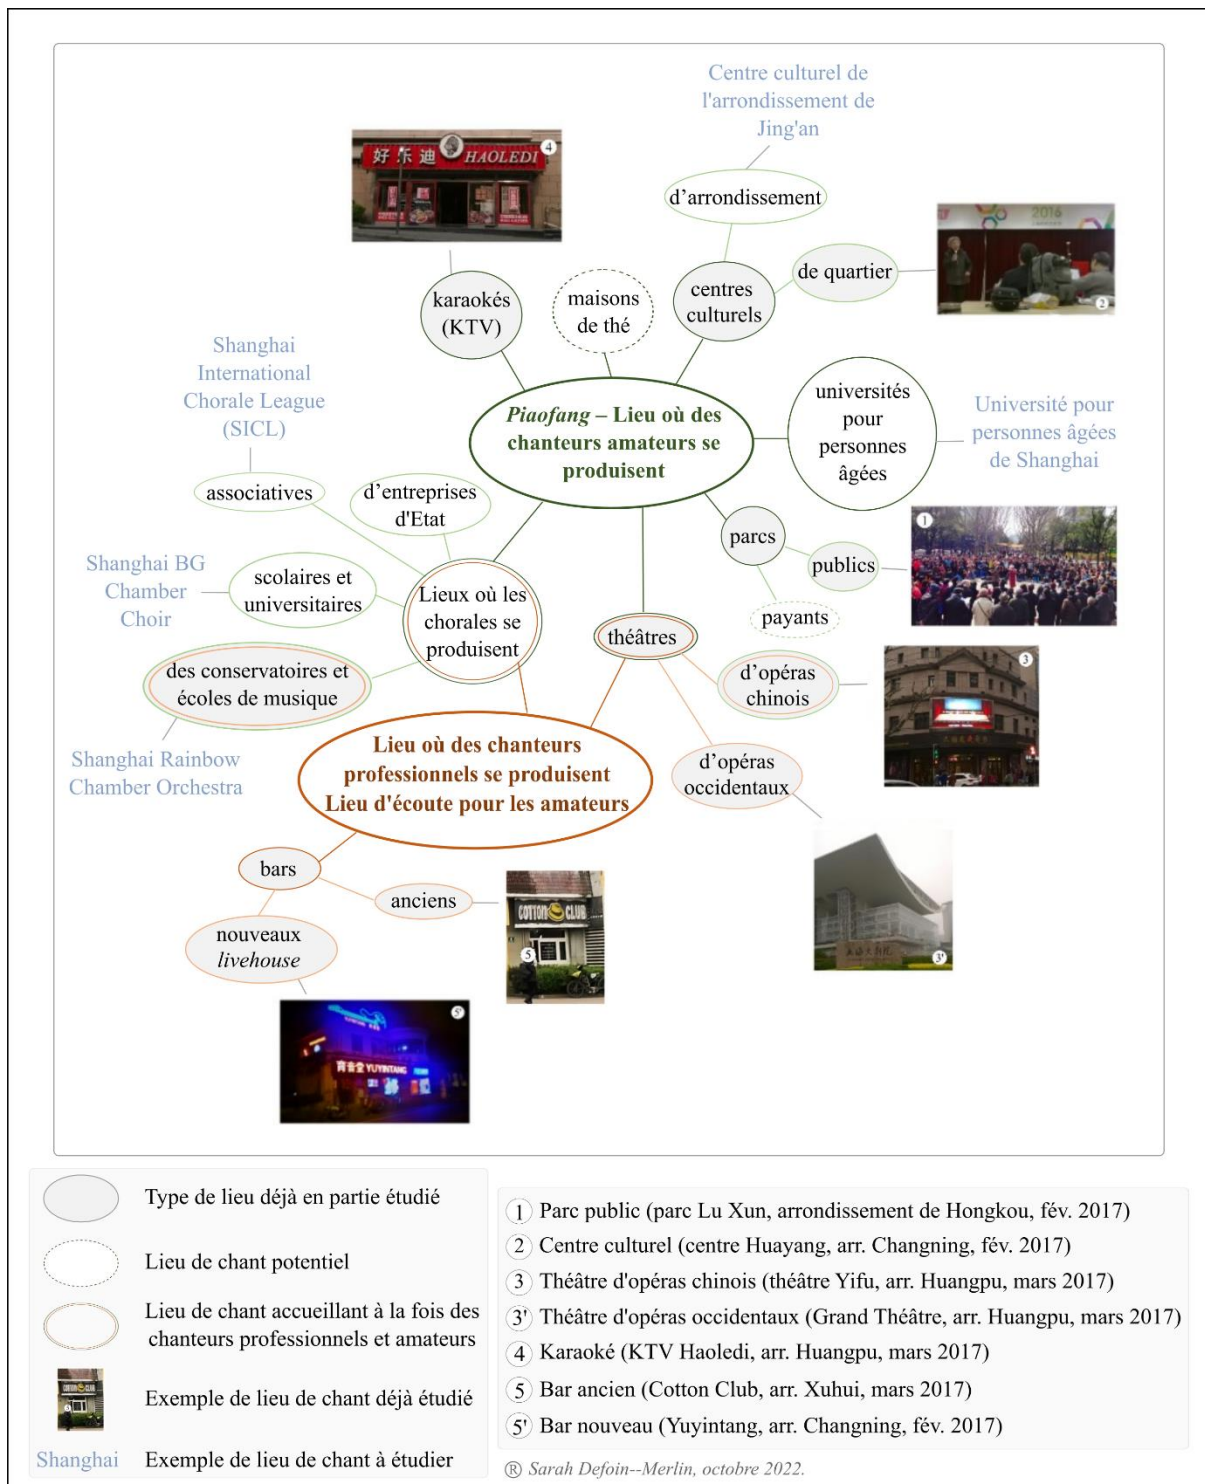 Centre culturel de
l'arrondissement de
Jing'an
好乐迪 HAOLEDI
4
d’arrondissement
2016
de quartier
2
karaokés
(KTV)
maisons
de thé
centres
culturels
Shanghai
International
Chorale League
(SICL)
Piaofang – Lieu où des
chanteurs amateurs se
produisent
universités
pour
personnes
âgées
Université pour
personnes âgées
de Shanghai
associatives
d’entreprises
d'Etat
parcs
publics
1
payants
Shanghai BG
Chamber
Choir
scolaires et
universitaires
Lieux où les
chorales se
produisent
théâtres
des conservatoires et
écoles de musique
d’opéras
chinois
3
Shanghai Rainbow
Chamber Orchestra
Lieu où des chanteurs
professionnels se produisent
Lieu d'écoute pour les amateurs
d’opéras
occidentaux
3'
bars
anciens
COTTON CLUB
5
nouveaux
livehouse
5'
育音堂 YUYINTANG
Type de lieu déjà en partie étudié
Lieu de chant potentiel
Lieu de chant accueillant à la fois des
chanteurs professionnels et amateurs
COTTON CLUB
Exemple de lieu de chant déjà étudié
Shanghai Exemple de lieu de chant à étudier
1 Parc public (parc Lu Xun, arrondissement de Hongkou, fév. 2017)
2 Centre culturel (centre Huayang, arr. Changning, fév. 2017)
3 Théâtre d'opéras chinois (théâtre Yifu, arr. Huangpu, mars 2017)
3' Théâtre d'opéras occidentaux (Grand Théâtre, arr. Huangpu, mars 2017)
4 Karaoké (KTV Haoledi, arr. Huangpu, mars 2017)
5 Bar ancien (Cotton Club, arr. Xuhui, mars 2017)
5' Bar nouveau (Yuyintang, arr. Changning, fév. 2017)
® Sarah Defoin--Merlin, octobre 2022.